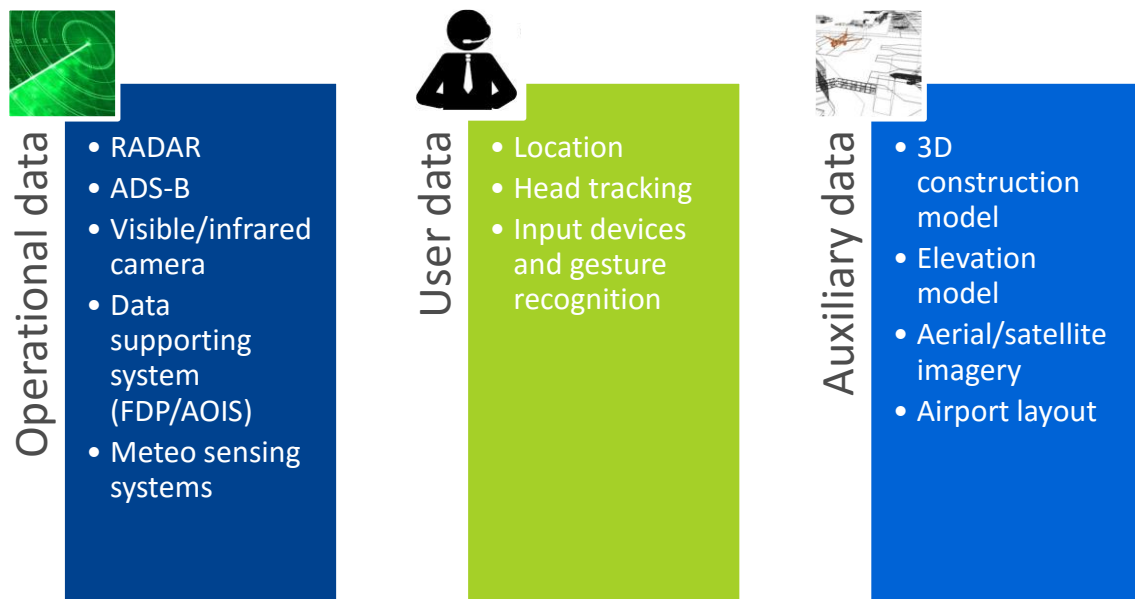 Operational data
• RADAR
• ADS-B
• Visible/infrared
camera
• Data
supporting
system
(FDP/AOIS)
• Meteo sensing
systems
User data
• Location
• Head tracking
• Input devices
and gesture
recognition
Auxiliary data
• 3D
construction
model
• Elevation
model
• Aerial/satellite
imagery
• Airport layout